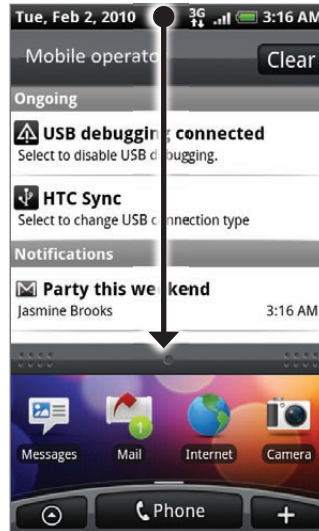 Tue, Feb 2, 2010 3G 3:16 AM
Mobile operator Clear
Ongoing
USB debugging connected
Select to disable USB debugging.
HTC Sync
Select to change USB connection type
Notifications
Party this weekend
Jasmine Brooks 3:16 AM
Messages Mail 1 Internet Camera
Phone